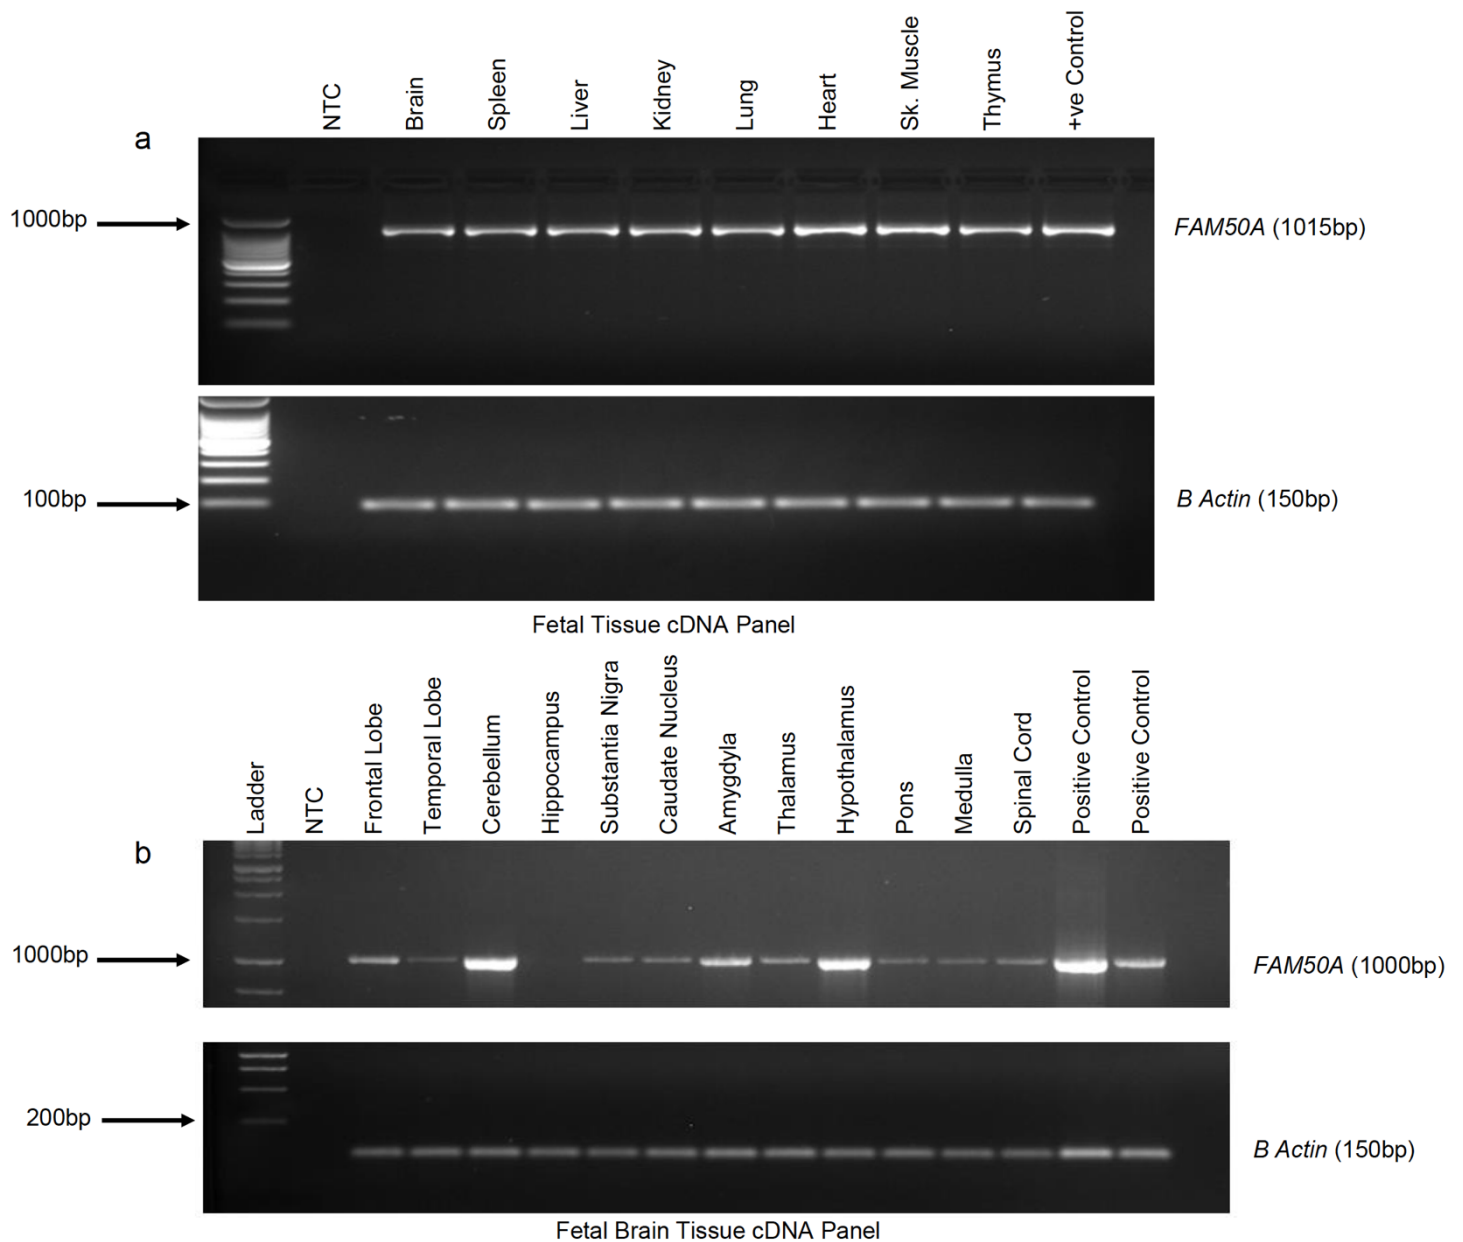 a
NTC
Brain
Spleen
Liver
Kidney
Lung
Heart
Sk. Muscle
Thymus
+ve Control
1000bp
FAM50A (1015bp)
100bp
B Actin (150bp)
Fetal Tissue cDNA Panel
b
Ladder
NTC
Frontal Lobe
Temporal Lobe
Cerebellum
Hippocampus
Substantia Nigra
Caudate Nucleus
Amygdyla
Thalamus
Hypothalamus
Pons
Medulla
Spinal Cord
Positive Control
Positive Control
1000bp
FAM50A (1000bp)
200bp
B Actin (150bp)
Fetal Brain Tissue cDNA Panel